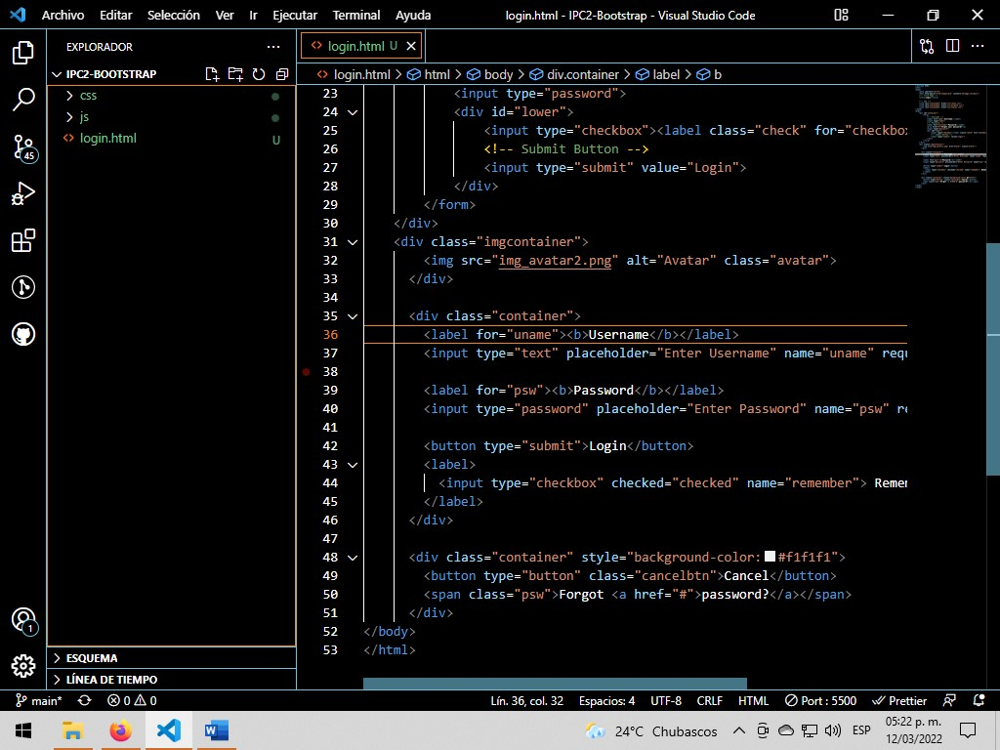 Archivo Editar Selección Ver Ir Ejecutar Terminal Ayuda login.html - IPC2-Bootstrap - Visual Studio Code
EXPLORADOR
IPC2-BOOTSTRAP
css
js
login.html U
ESQUEMA
LÍNEA DE TIEMPO
45
1
login.html U
login.html > html > body > div.container > label > b
23 <input type="password">
24 <div id="lower">
25 <input type="checkbox"><label class="check" for="checkbox
26 <!-- Submit Button -->
27 <input type="submit" value="Login">
28 </div>
29 </form>
30 </div>
31 <div class="imgcontainer">
32 <img src="img_avatar2.png" alt="Avatar" class="avatar">
33 </div>
34
35 <div class="container">
36 <label for="uname"><b>Username</b></label>
37 <input type="text" placeholder="Enter Username" name="uname" requ
38
39 <label for="psw"><b>Password</b></label>
40 <input type="password" placeholder="Enter Password" name="psw" re
41
42 <button type="submit">Login</button>
43 <label>
44 <input type="checkbox" checked="checked" name="remember"> Remem
45 </label>
46 </div>
47
48 <div class="container" style="background-color:#f1f1f1">
49 <button type="button" class="cancelbtn">Cancel</button>
50 <span class="psw">Forgot <a href="#">password?</a></span>
51 </div>
52 </body>
53 </html>
main* 0 0 Lín. 36, col. 32 Espacios: 4 UTF-8 CRLF HTML Port : 5500 Prettier
24°C Chubascos ESP 05:22 p. m.
12/03/2022